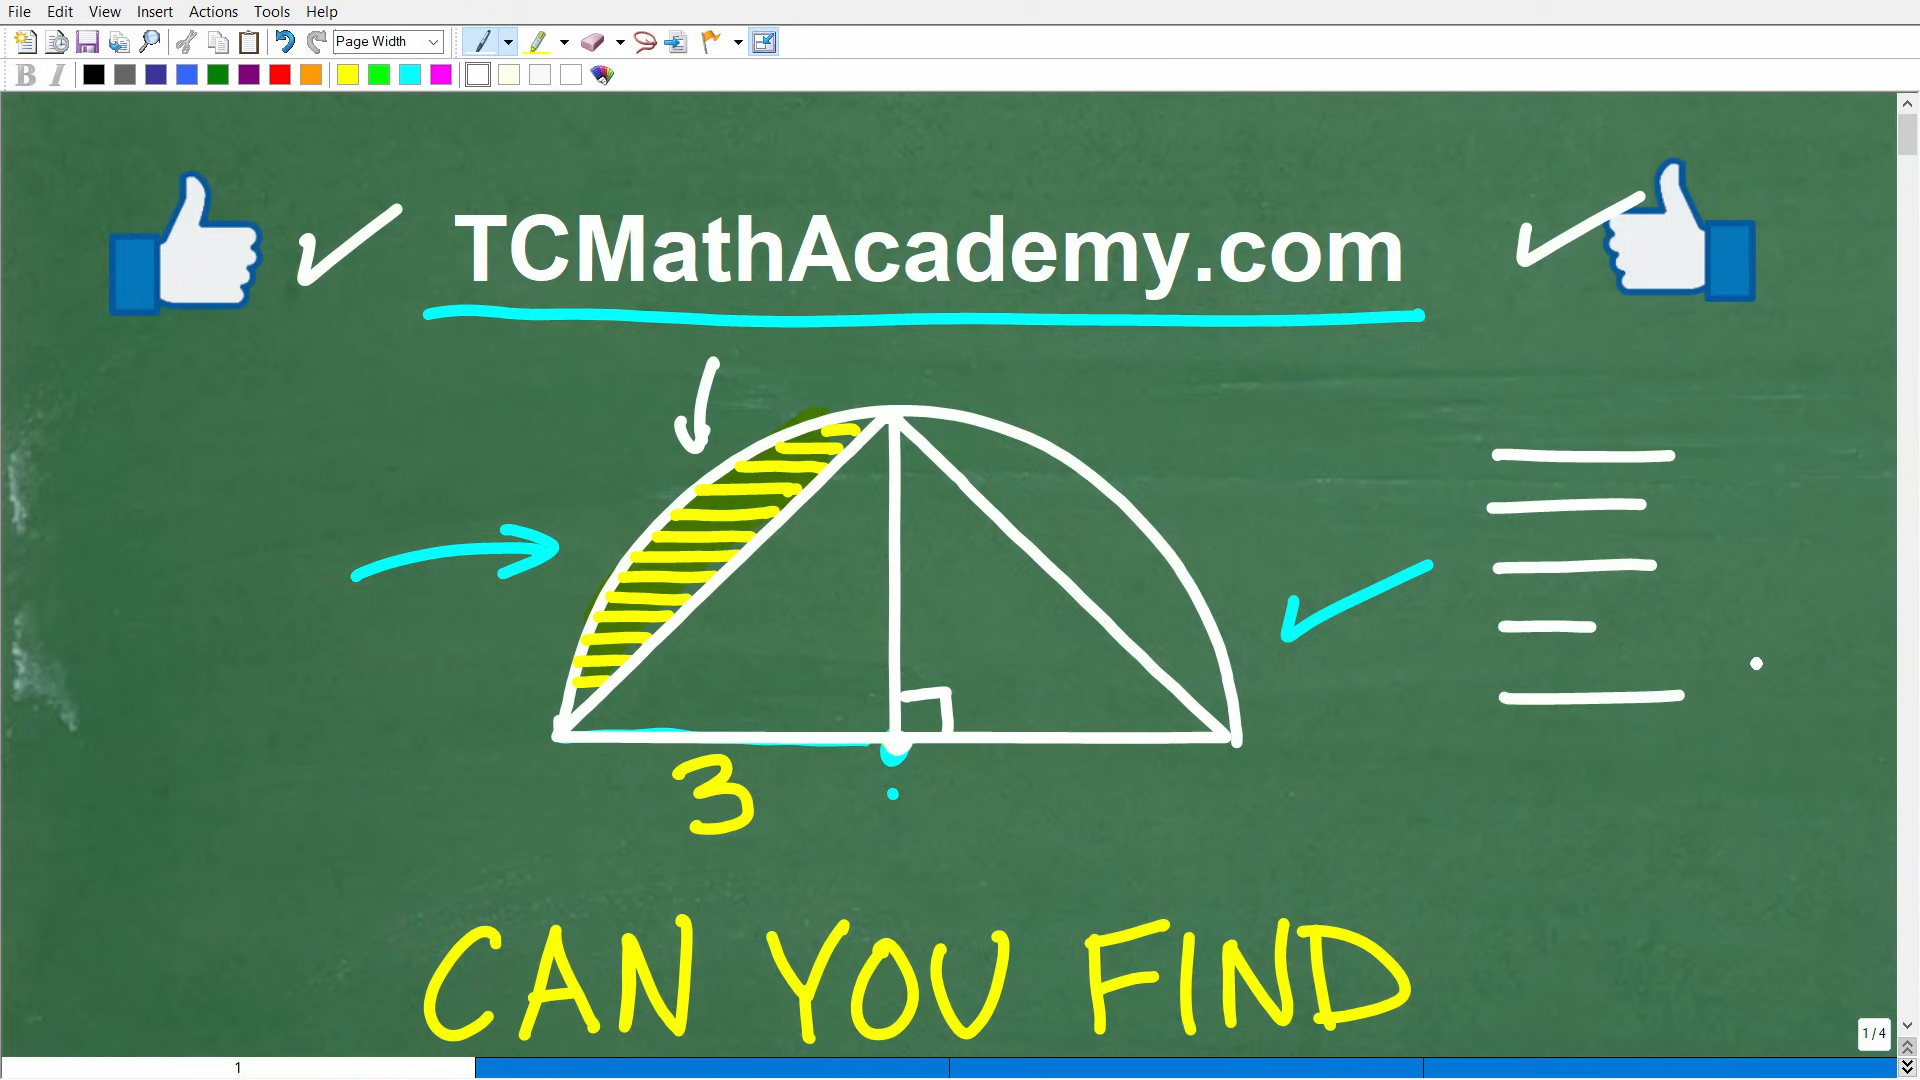 File Edit View Insert Actions Tools Help
Page Width
B I
TCMathAcademy.com
3
CAN YOU FIND
1 / 4
1